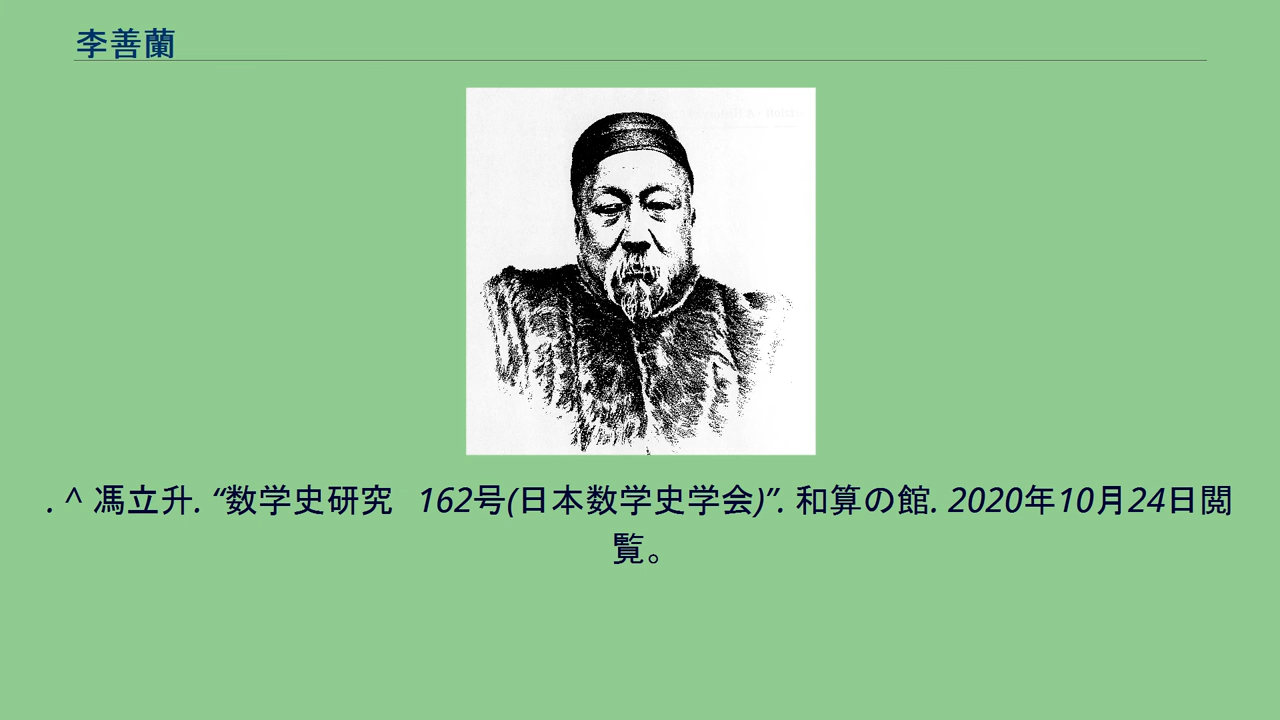 李善蘭
. ^ 馮立升. “数学史研究  162号(日本数学史学会)”. 和算の館. 2020年10月24日閲
覧。